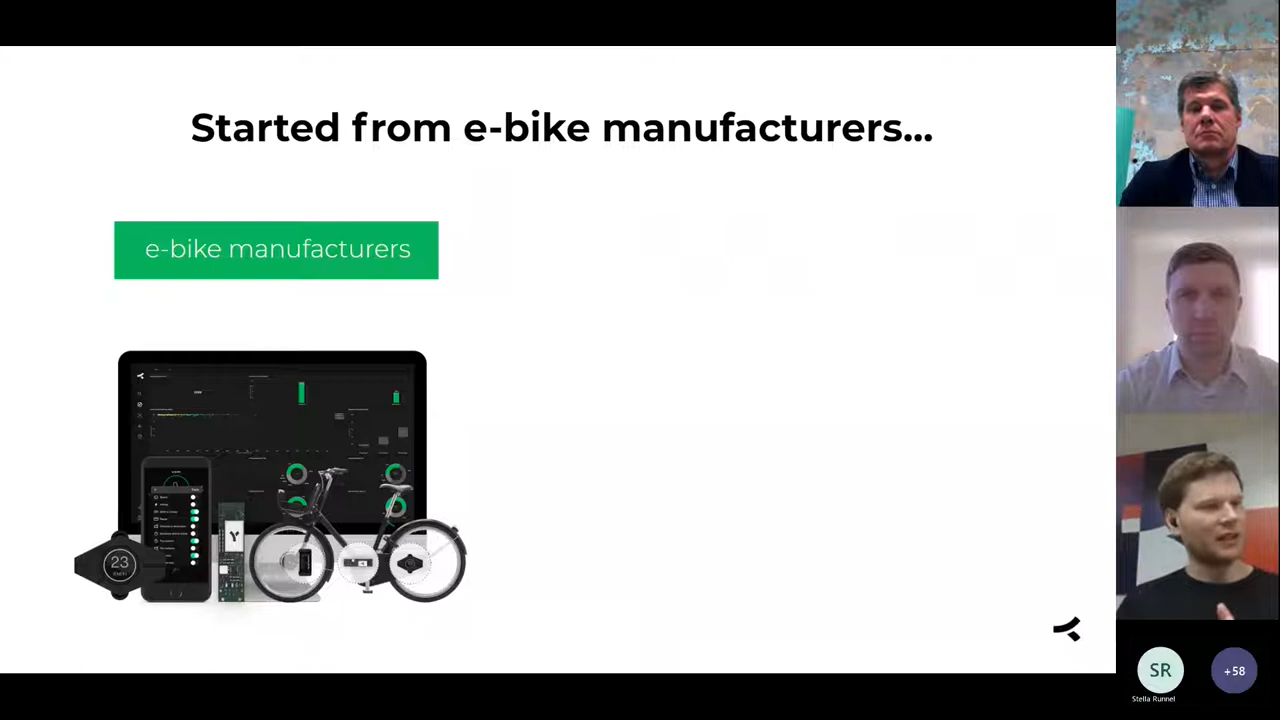 Started from e-bike manufacturers...
e-bike manufacturers
23
SR
+58
Stella Runnel